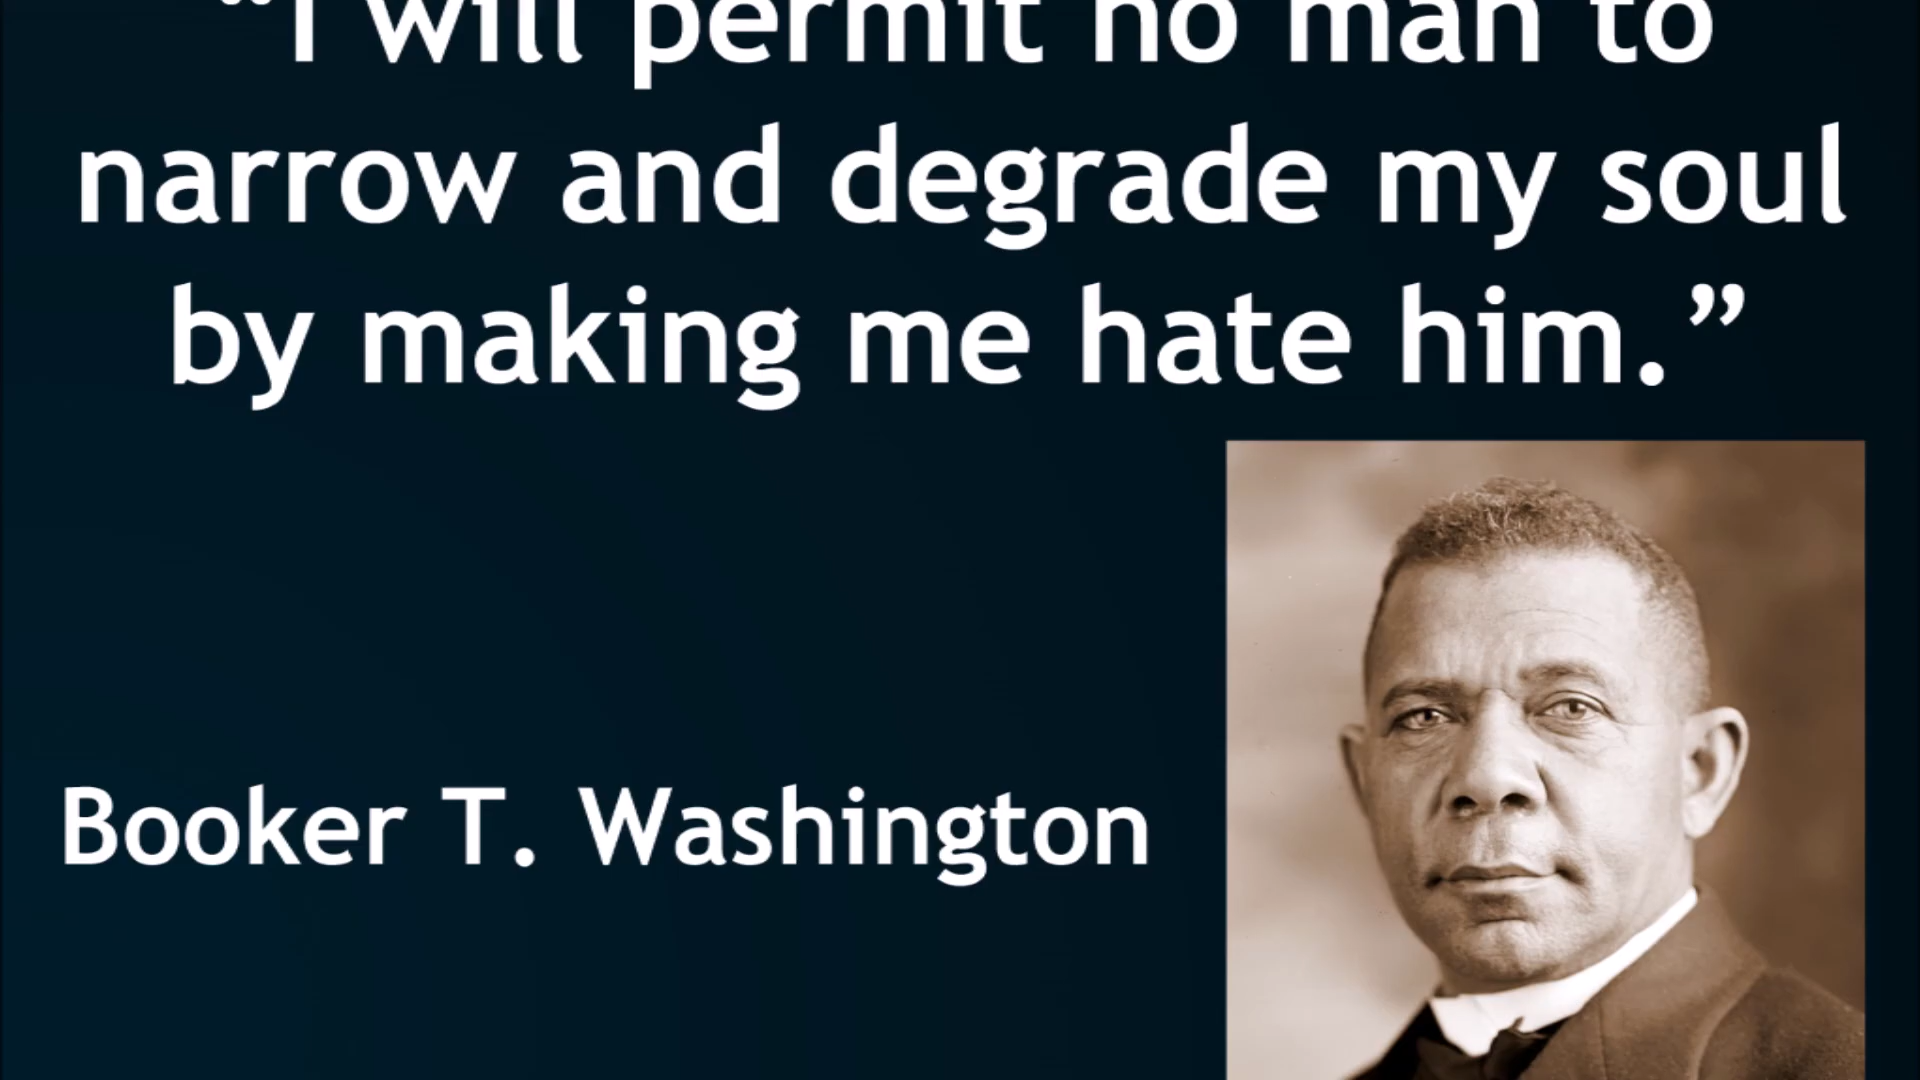 “I will permit no man to
narrow and degrade my soul
by making me hate him.”
Booker T. Washington